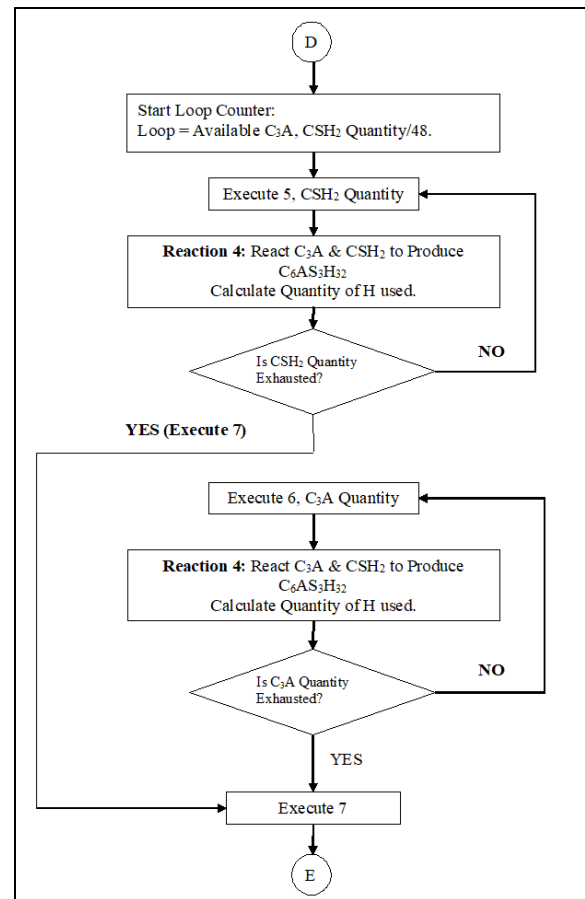 D
Start Loop Counter:
Loop = Available C₃A, CSH₂ Quantity/48.
Execute 5, CSH₂ Quantity
Reaction 4: React C₃A & CSH₂ to Produce
C₆AS₃H₃₂
Calculate Quantity of H used.
Is CSH₂ Quantity
Exhausted?
NO
YES (Execute 7)
Execute 6, C₃A Quantity
Reaction 4: React C₃A & CSH₂ to Produce
C₆AS₃H₃₂
Calculate Quantity of H used.
Is C₃A Quantity
Exhausted?
NO
YES
Execute 7
E